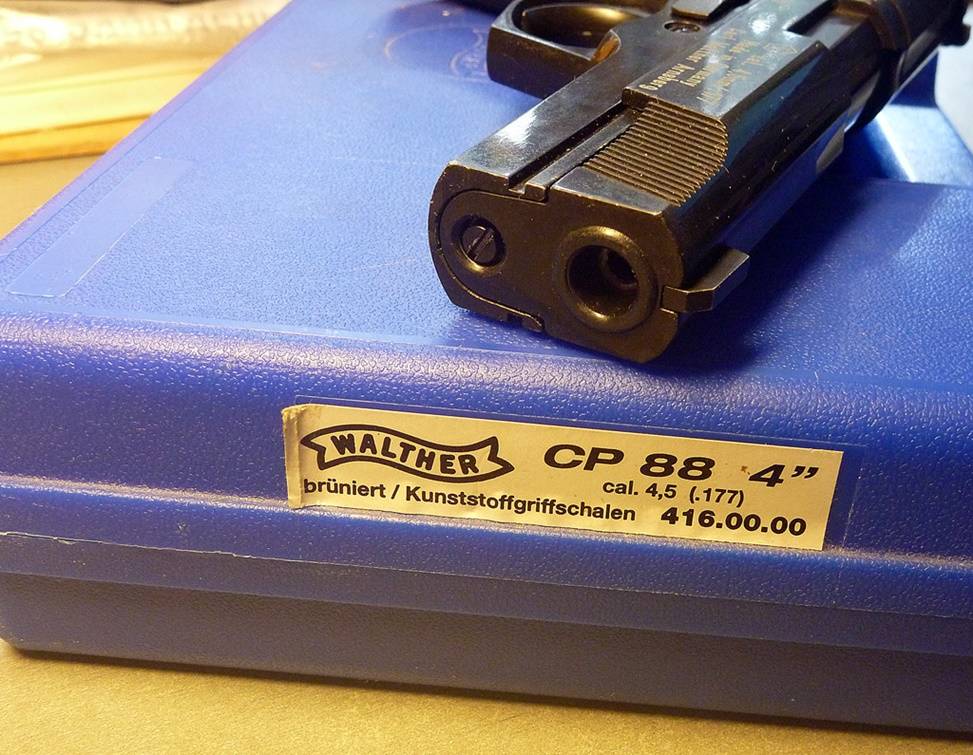 WALTHER
CP 88 4”
cal. 4,5 (.177)
brüniert / Kunststoffgriffschalen 416.00.00